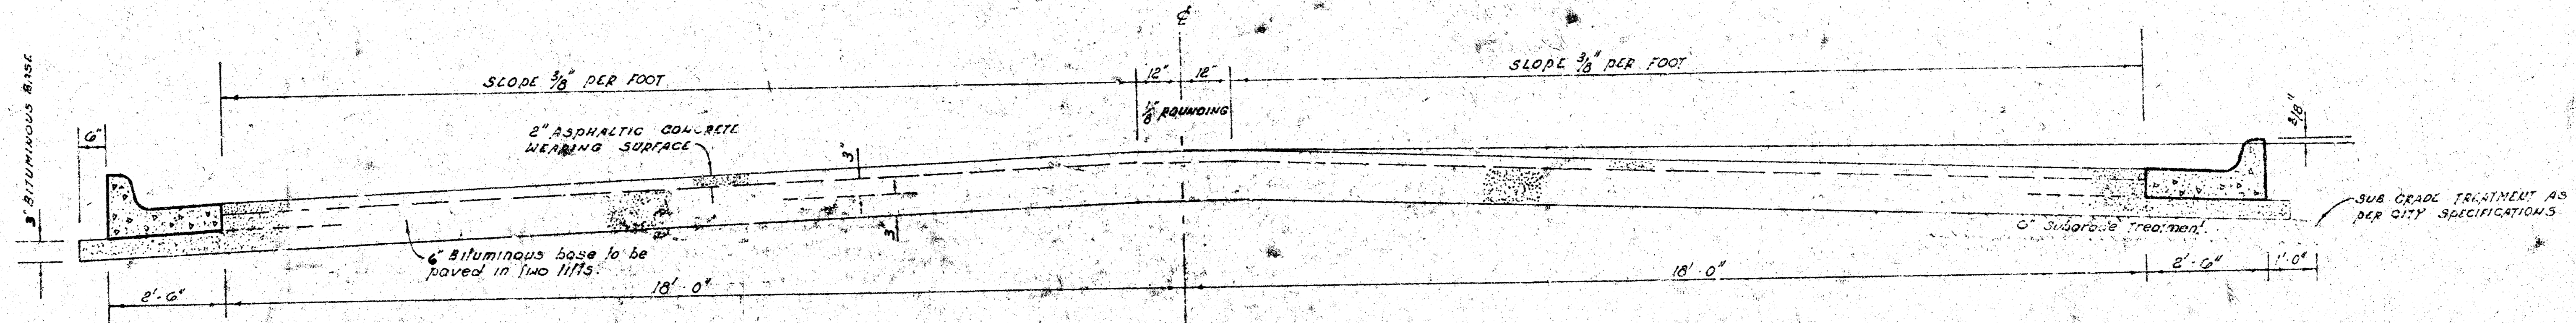 ℄
SLOPE 3/8" PER FOOT
12" 12"
SLOPE 3/8" PER FOOT
1/8" ROUNDING
3" BITUMINOUS BASE
6"
2" ASPHALTIC CONCRETE
WEARING SURFACE
3"
3/8"
3"
SUB GRADE TREATMENT AS
PER CITY SPECIFICATIONS
6" Subgrade Treatment
6" Bituminous base to be
paved in two lifts.
2'-6"
18'-0"
18'-0"
2'-6"
1'-0"